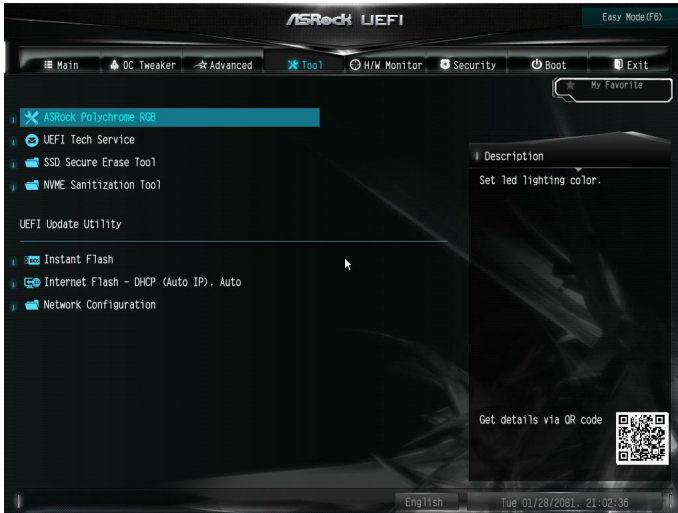 ASRock UEFI
Easy Mode(F6)
Main
OC Tweaker
Advanced
Tool
H/W Monitor
Security
Boot
Exit
My Favorite
ASRock Polychrome RGB
UEFI Tech Service
SSD Secure Erase Tool
NVME Sanitization Tool
UEFI Update Utility
BIOS
Instant Flash
Internet Flash - DHCP (Auto IP), Auto
Network Configuration
Description
Set led lighting color.
Get details via QR code
English
Tue 01/28/2081, 21:02:36